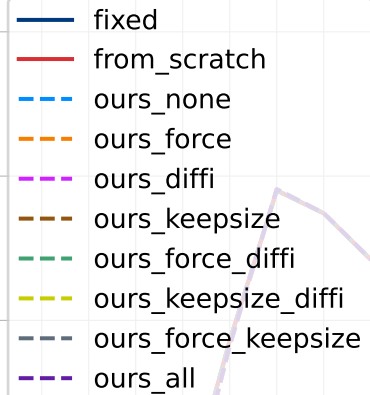 fixed
from_scratch
ours_none
ours_force
ours_diffi
ours_keepsize
ours_force_diffi
ours_keepsize_diffi
ours_force_keepsize
ours_all